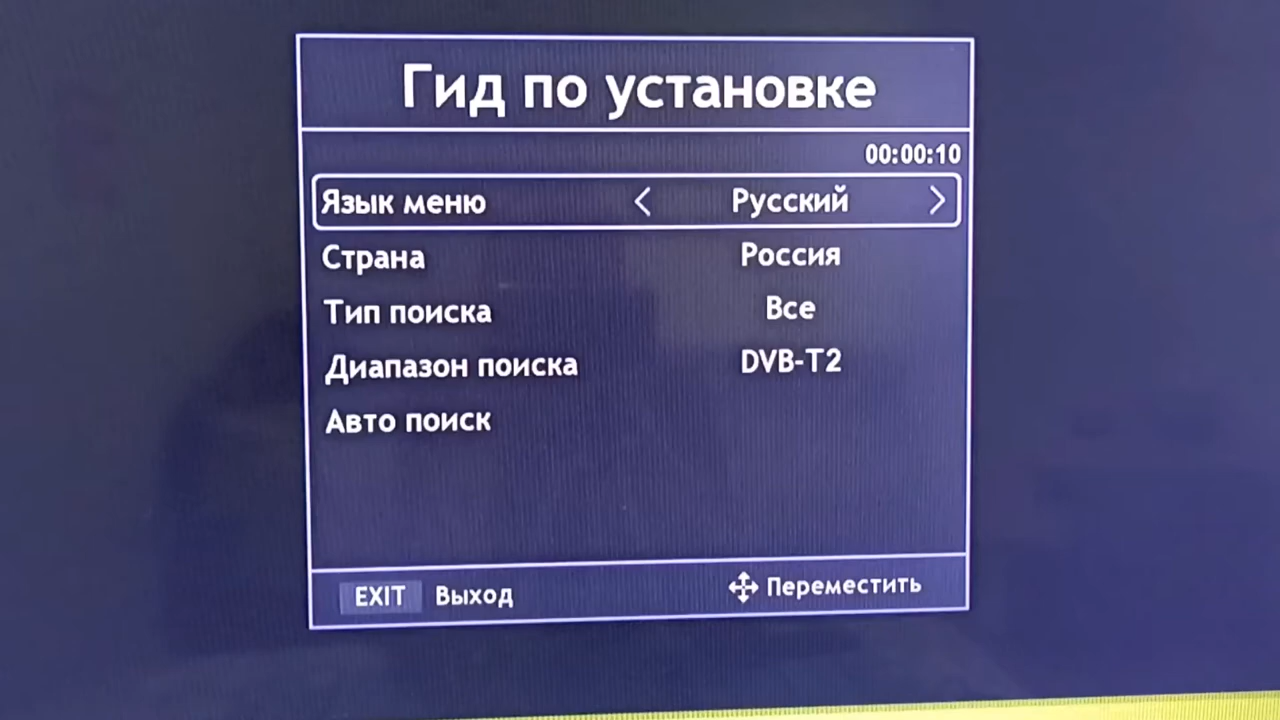 Гид по установке
00:00:10
Язык меню < Русский >
Страна Россия
Тип поиска Все
Диапазон поиска DVB-T2
Авто поиск
EXIT Выход Переместить